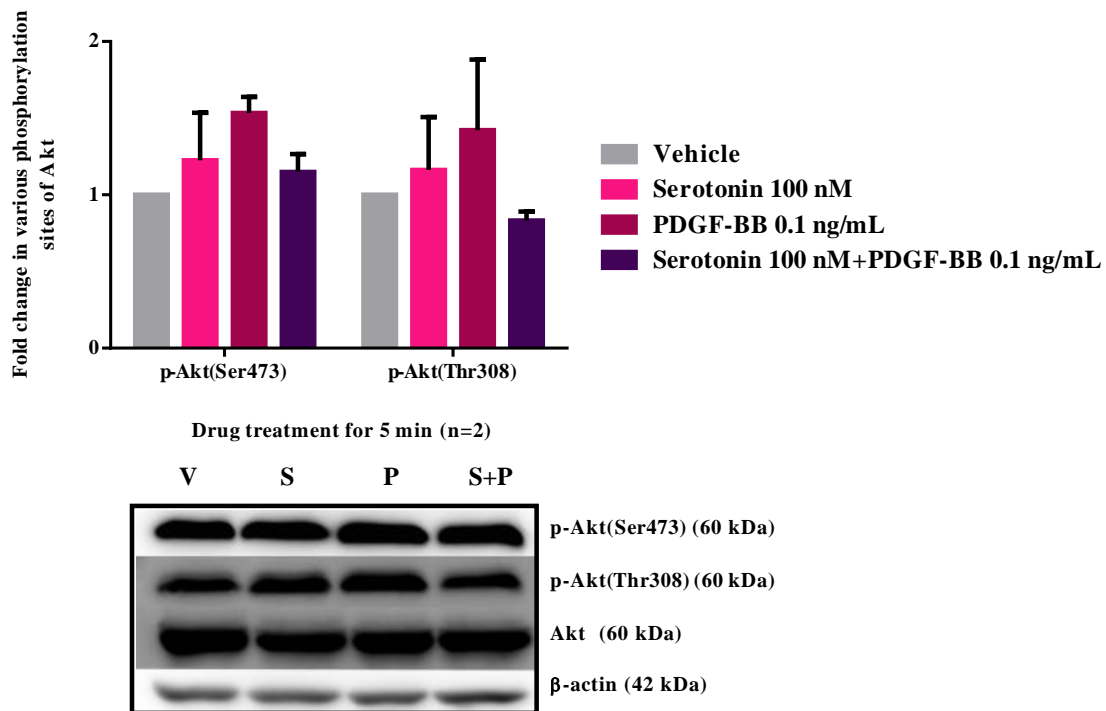 Fold change in various phosphorylation
sites of Akt
2
1
0
p-Akt(Ser473)
p-Akt(Thr308)
Vehicle
Serotonin 100 nM
PDGF-BB 0.1 ng/mL
Serotonin 100 nM+PDGF-BB 0.1 ng/mL
Drug treatment for 5 min (n=2)
V S P S+P
p-Akt(Ser473) (60 kDa)
p-Akt(Thr308) (60 kDa)
Akt (60 kDa)
β-actin (42 kDa)